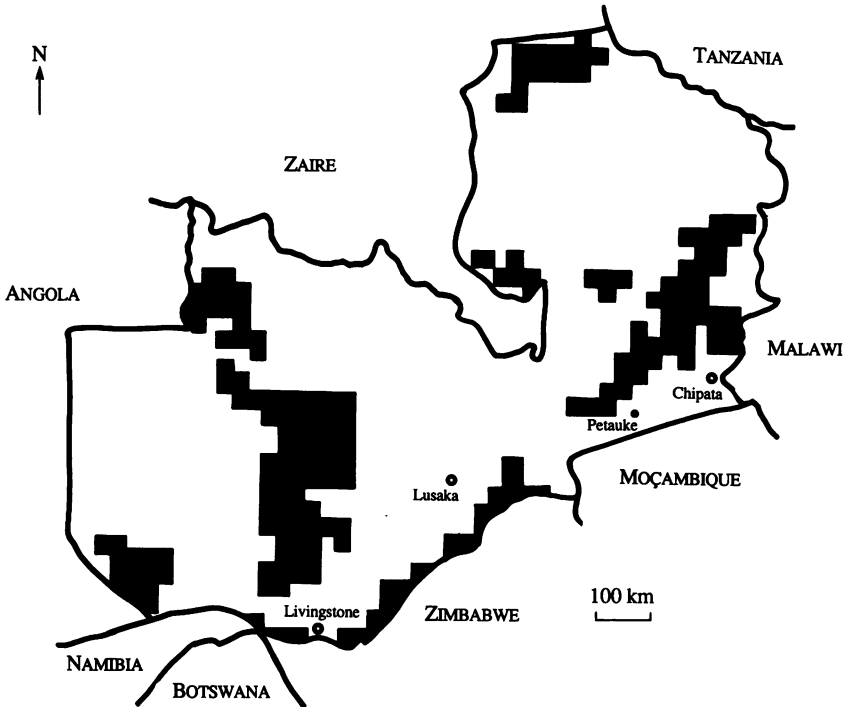 N
TANZANIA
ZAIRE
ANGOLA
MALAWI
Chipata
Petauke
MOÇAMBIQUE
Lusaka
100 km
Livingstone
ZIMBABWE
NAMIBIA
BOTSWANA